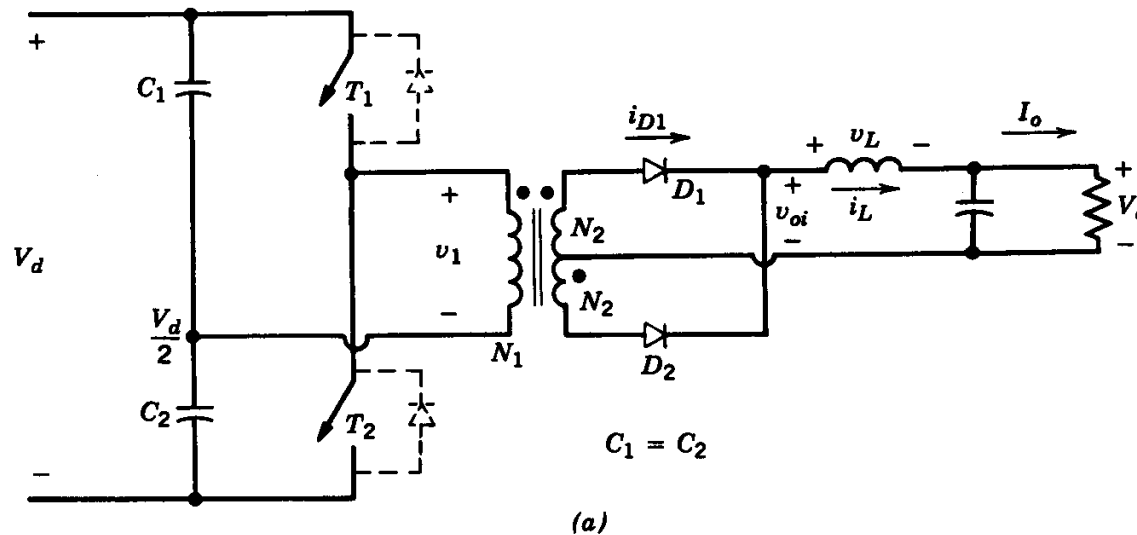 +
C₁
T₁
i_D1
+ v_L −
I_o
D₁
i_L
+
v_oi
−
+
V_o
−
+
v₁
−
N₂
N₂
V_d
V_d/2
N₁
D₂
C₂
T₂
C₁ = C₂
−
(a)